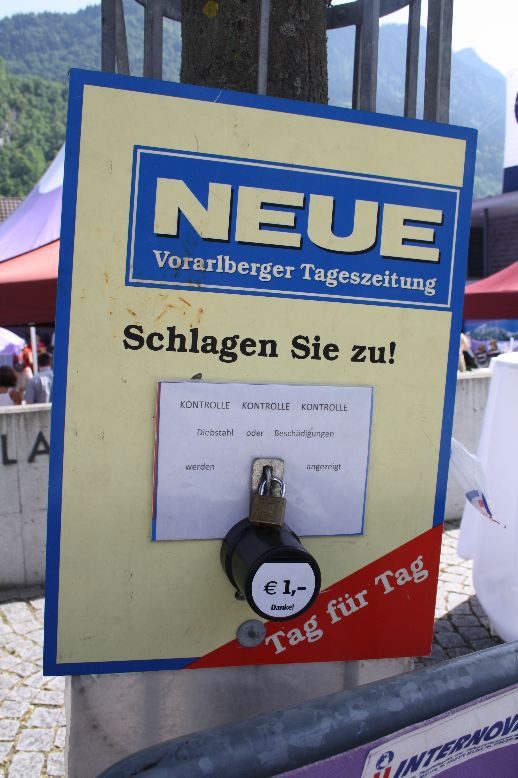 NEUE
Vorarlberger Tageszeitung
Schlagen Sie zu!
KONTROLLE KONTROLLE KONTROLLE
Diebstahl oder Beschädigungen
werden angezeigt
€ 1,–
Danke!
Tag für Tag
LA